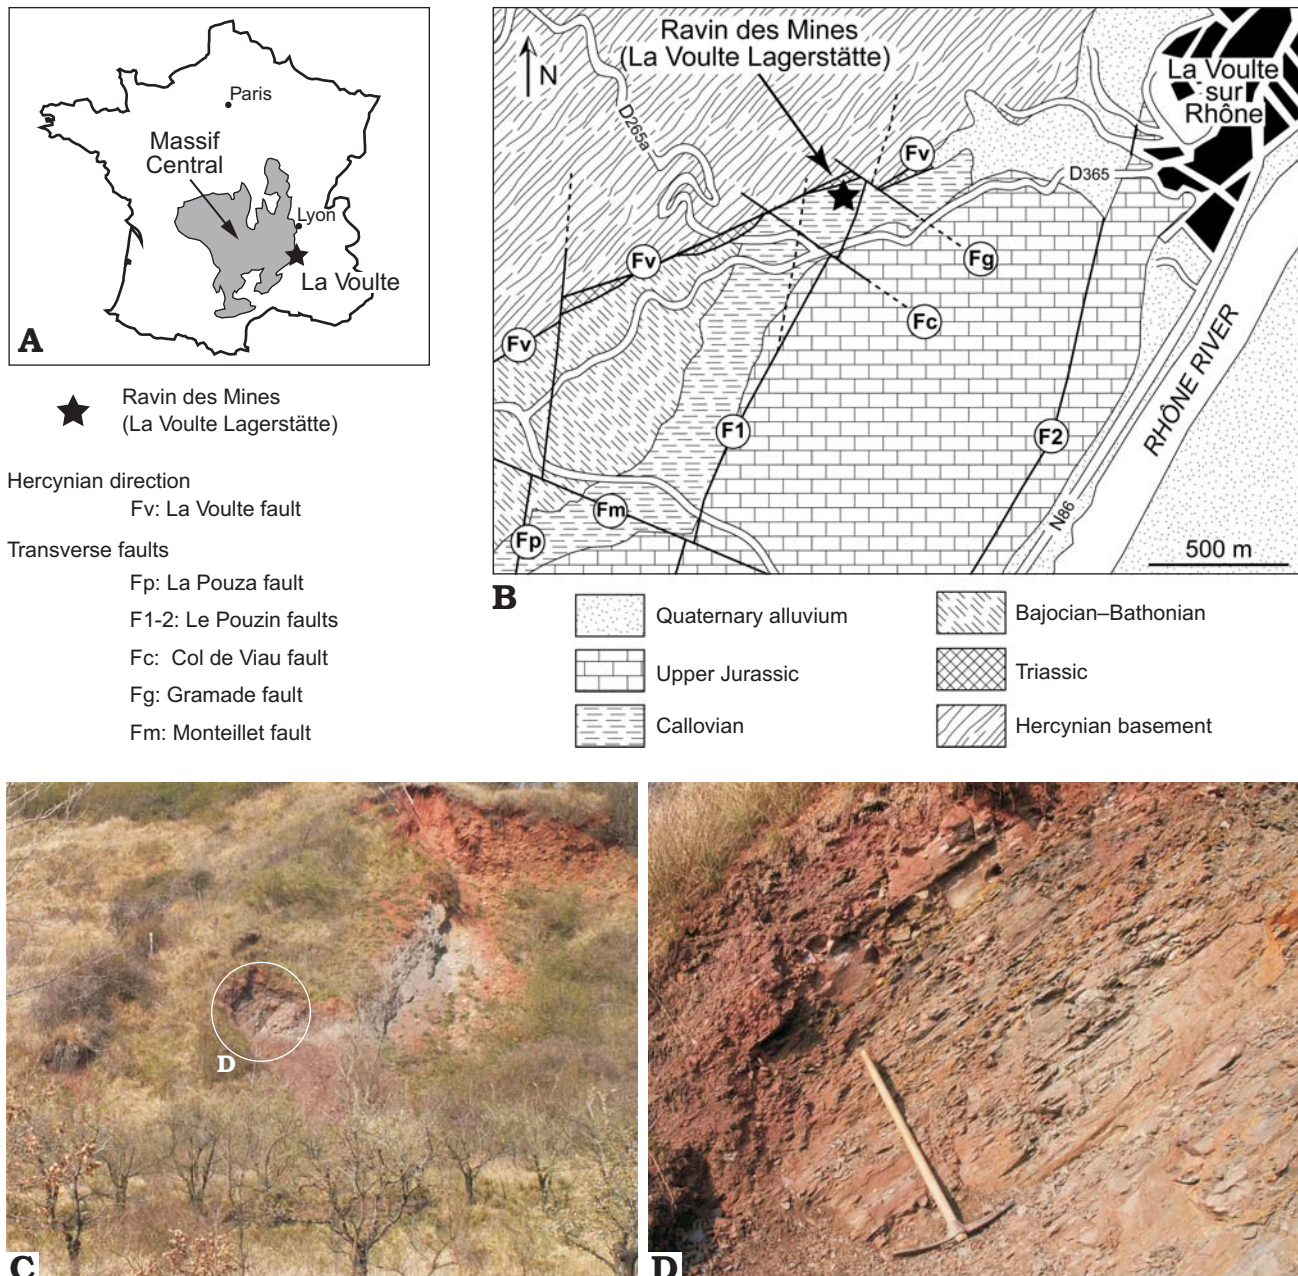 Paris
Massif
Central
Lyon
La Voulte
A
Ravin des Mines
(La Voulte Lagerstätte)
Hercynian direction
Fv: La Voulte fault
Transverse faults
Fp: La Pouza fault
F1-2: Le Pouzin faults
Fc: Col de Viau fault
Fg: Gramade fault
Fm: Monteillet fault
Ravin des Mines
(La Voulte Lagerstätte)
N
D265a
La Voulte
sur
Rhône
Fv
D365
Fv
Fg
Fc
Fv
F1
F2
RHÔNE RIVER
N86
Fm
Fp
500 m
B
Quaternary alluvium
Upper Jurassic
Callovian
Bajocian–Bathonian
Triassic
Hercynian basement
D
C
D